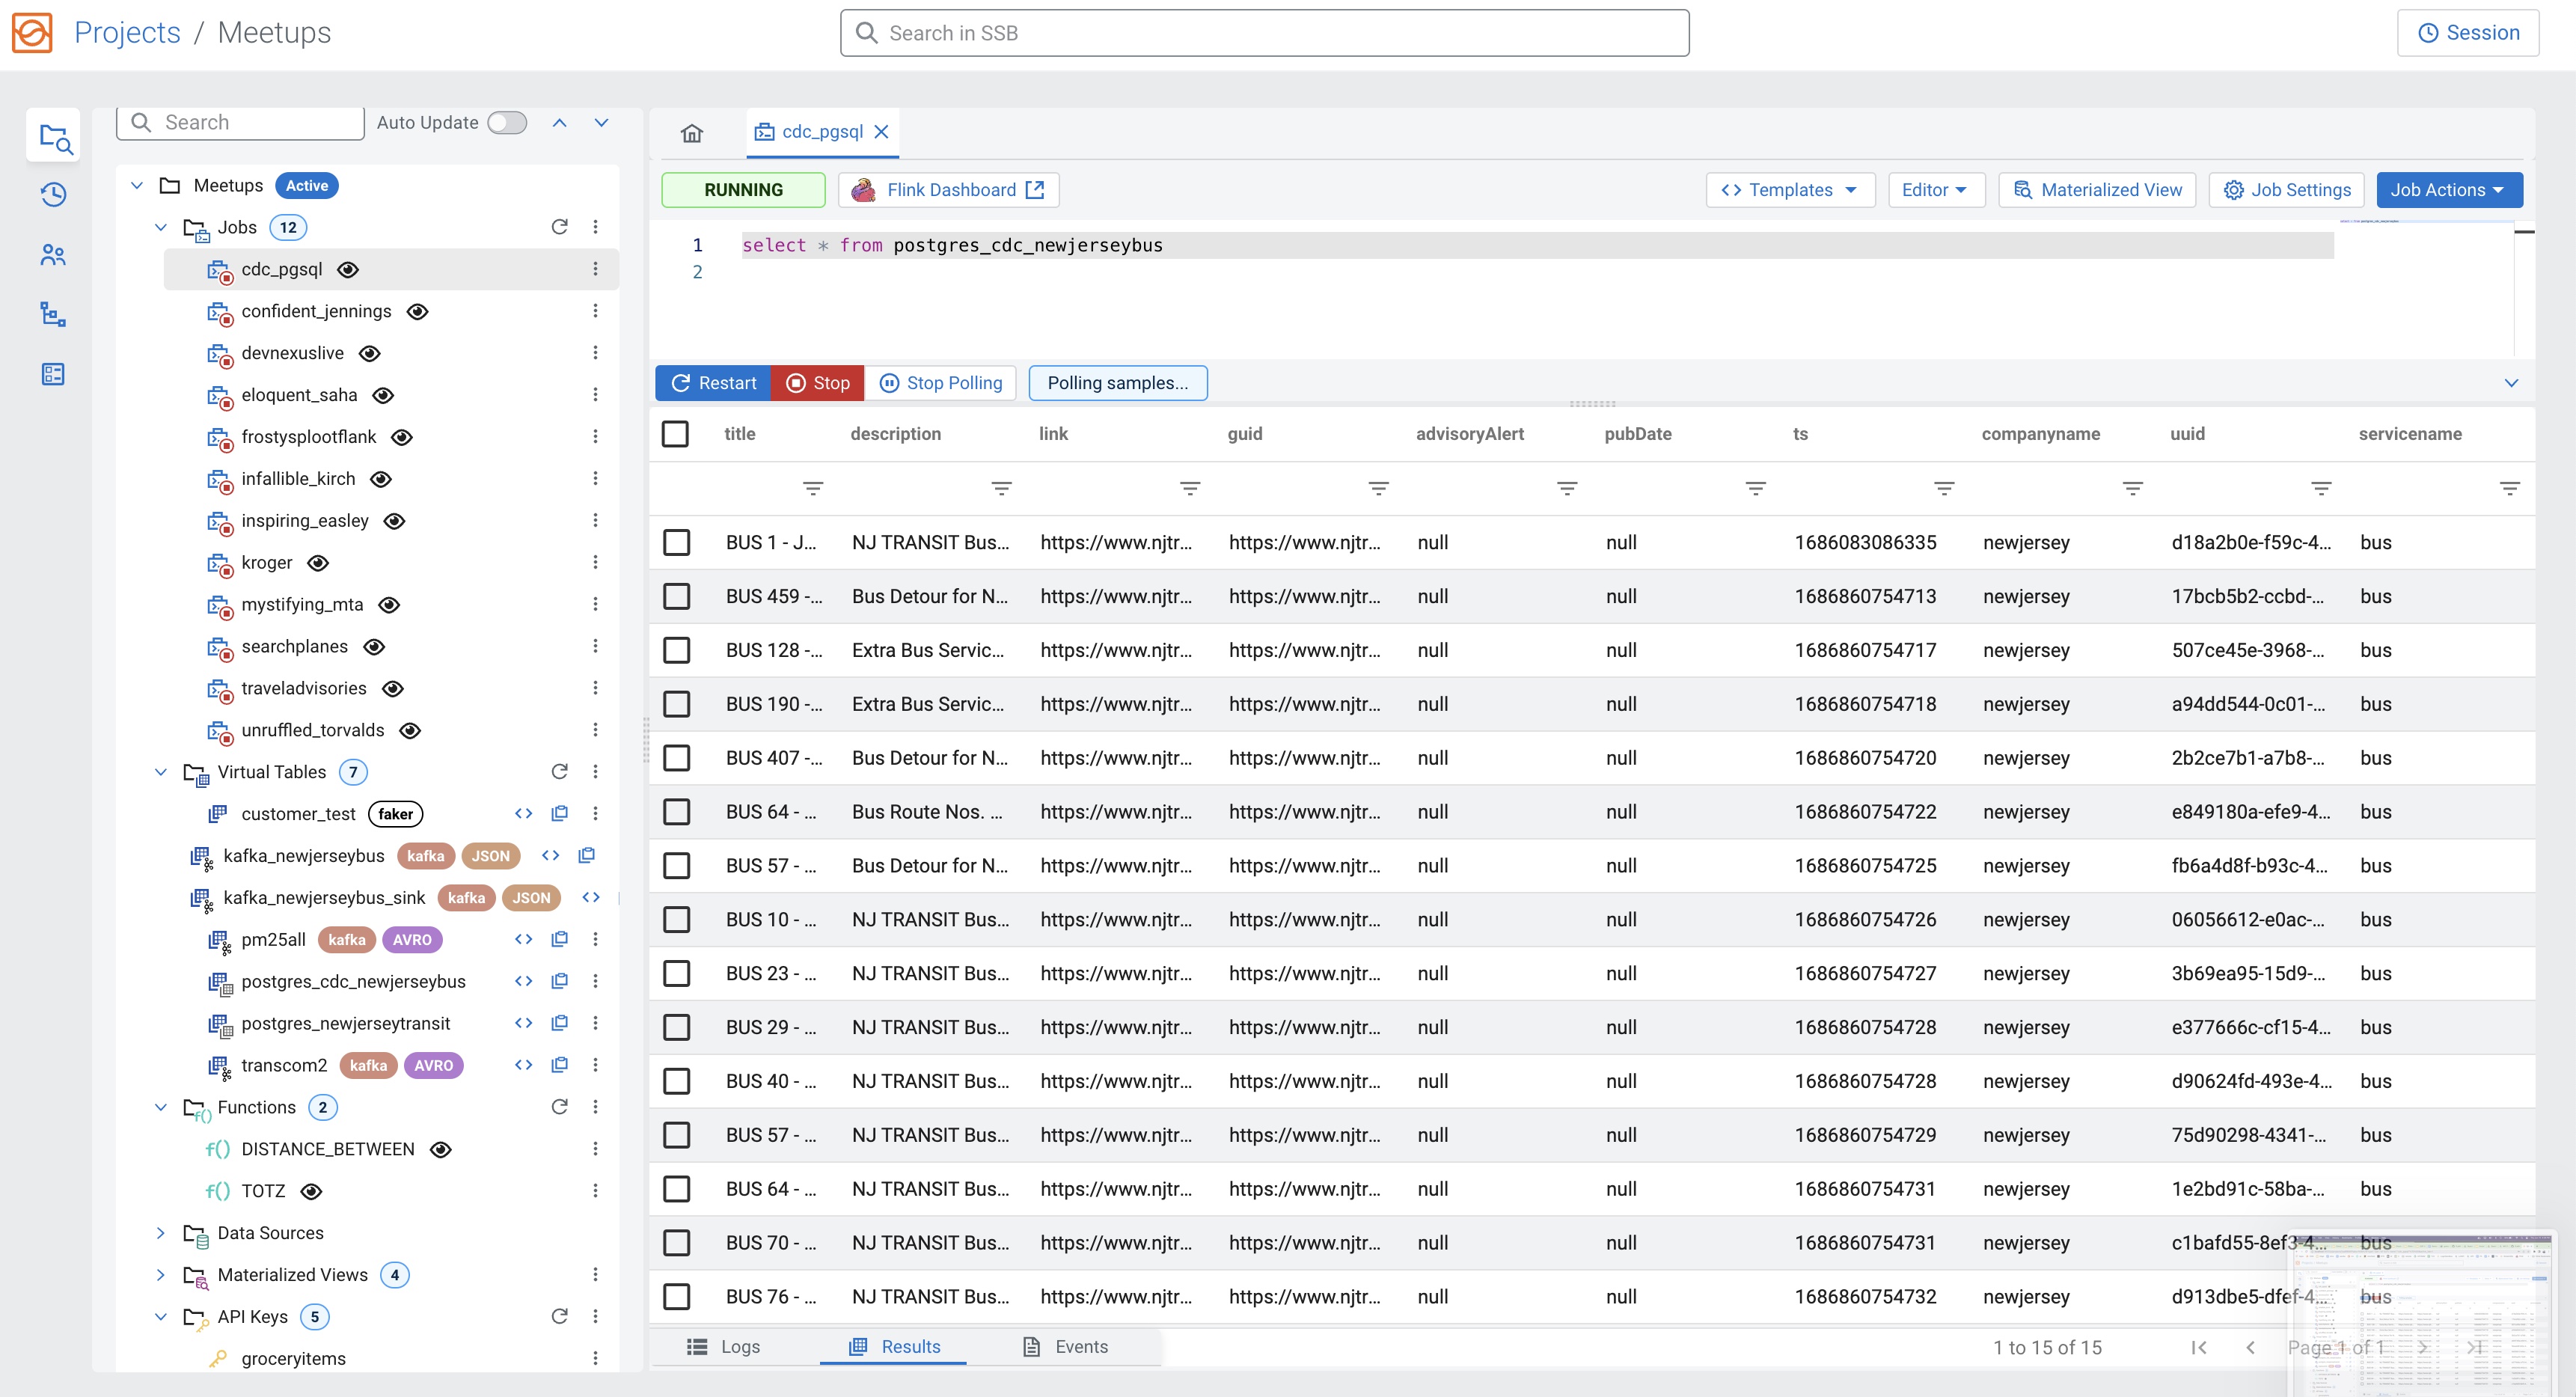 Projects / Meetups
Search in SSB
Session
Search
Auto Update
Meetups Active
Jobs 12
cdc_pgsql
confident_jennings
devnexuslive
eloquent_saha
frostysplootflank
infallible_kirch
inspiring_easley
kroger
mystifying_mta
searchplanes
traveladvisories
unruffled_torvalds
Virtual Tables 7
customer_test faker
kafka_newjerseybus kafka JSON
kafka_newjerseybus_sink kafka JSON
pm25all kafka AVRO
postgres_cdc_newjerseybus
postgres_newjerseytransit
transcom2 kafka AVRO
f() Functions 2
f() DISTANCE_BETWEEN
f() TOTZ
Data Sources
Materialized Views 4
API Keys 5
groceryitems
cdc_pgsql
RUNNING Flink Dashboard <> Templates Editor Materialized View Job Settings Job Actions
1 select * from postgres_cdc_newjerseybus
2
Restart Stop Stop Polling Polling samples...
title description link guid advisoryAlert pubDate ts companyname uuid servicename
BUS 1 - J... NJ TRANSIT Bus... https://www.njtr... https://www.njtr... null null 1686083086335 newjersey d18a2b0e-f59c-4... bus
BUS 459 -... Bus Detour for N... https://www.njtr... https://www.njtr... null null 1686860754713 newjersey 17bcb5b2-ccbd-... bus
BUS 128 -... Extra Bus Servic... https://www.njtr... https://www.njtr... null null 1686860754717 newjersey 507ce45e-3968-... bus
BUS 190 -... Extra Bus Servic... https://www.njtr... https://www.njtr... null null 1686860754718 newjersey a94dd544-0c01-... bus
BUS 407 -... Bus Detour for N... https://www.njtr... https://www.njtr... null null 1686860754720 newjersey 2b2ce7b1-a7b8-... bus
BUS 64 - ... Bus Route Nos. ... https://www.njtr... https://www.njtr... null null 1686860754722 newjersey e849180a-efe9-4... bus
BUS 57 - ... Bus Detour for N... https://www.njtr... https://www.njtr... null null 1686860754725 newjersey fb6a4d8f-b93c-4... bus
BUS 10 - ... NJ TRANSIT Bus... https://www.njtr... https://www.njtr... null null 1686860754726 newjersey 06056612-e0ac-... bus
BUS 23 - ... NJ TRANSIT Bus... https://www.njtr... https://www.njtr... null null 1686860754727 newjersey 3b69ea95-15d9-... bus
BUS 29 - ... NJ TRANSIT Bus... https://www.njtr... https://www.njtr... null null 1686860754728 newjersey e377666c-cf15-4... bus
BUS 40 - ... NJ TRANSIT Bus... https://www.njtr... https://www.njtr... null null 1686860754728 newjersey d90624fd-493e-4... bus
BUS 57 - ... NJ TRANSIT Bus... https://www.njtr... https://www.njtr... null null 1686860754729 newjersey 75d90298-4341-... bus
BUS 64 - ... NJ TRANSIT Bus... https://www.njtr... https://www.njtr... null null 1686860754731 newjersey 1e2bd91c-58ba-... bus
BUS 70 - ... NJ TRANSIT Bus... https://www.njtr... https://www.njtr... null null 1686860754731 newjersey c1bafd55-8ef3-4... bus
BUS 76 - ... NJ TRANSIT Bus... https://www.njtr... https://www.njtr... null null 1686860754732 newjersey d913dbe5-dfef-4... bus
Logs Results Events 1 to 15 of 15 Page 1 of 1